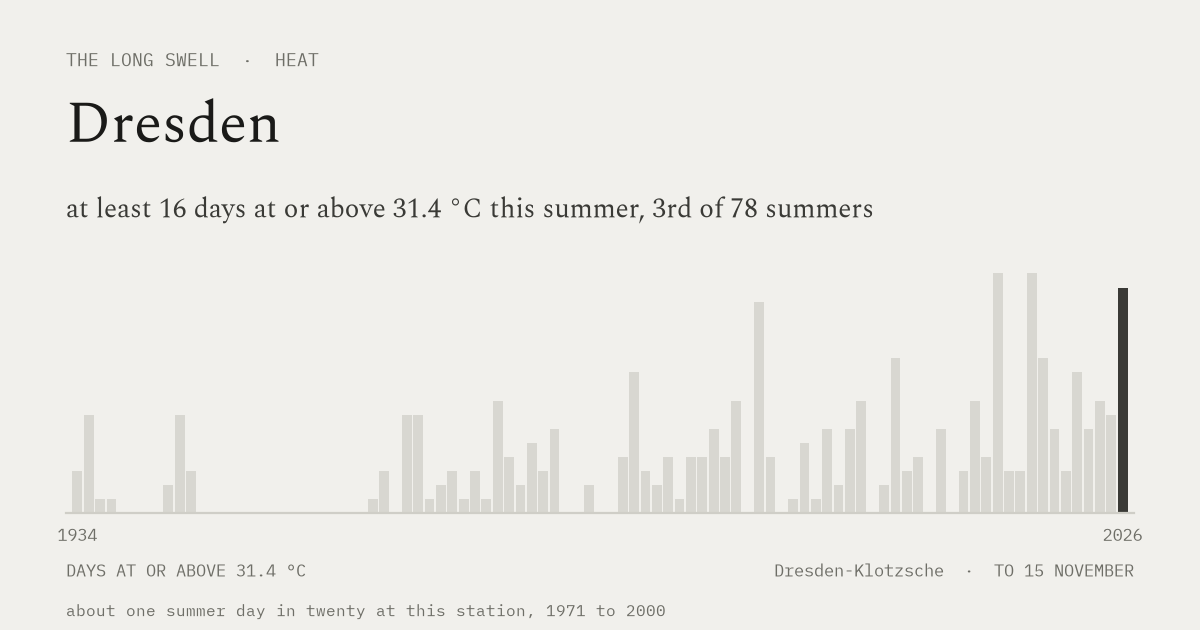 THE LONG SWELL · HEAT
Dresden
at least 16 days at or above 31.4 °C this summer, 3rd of 78 summers
1934
2026
DAYS AT OR ABOVE 31.4 °C
Dresden-Klotzsche · TO 15 NOVEMBER
about one summer day in twenty at this station, 1971 to 2000